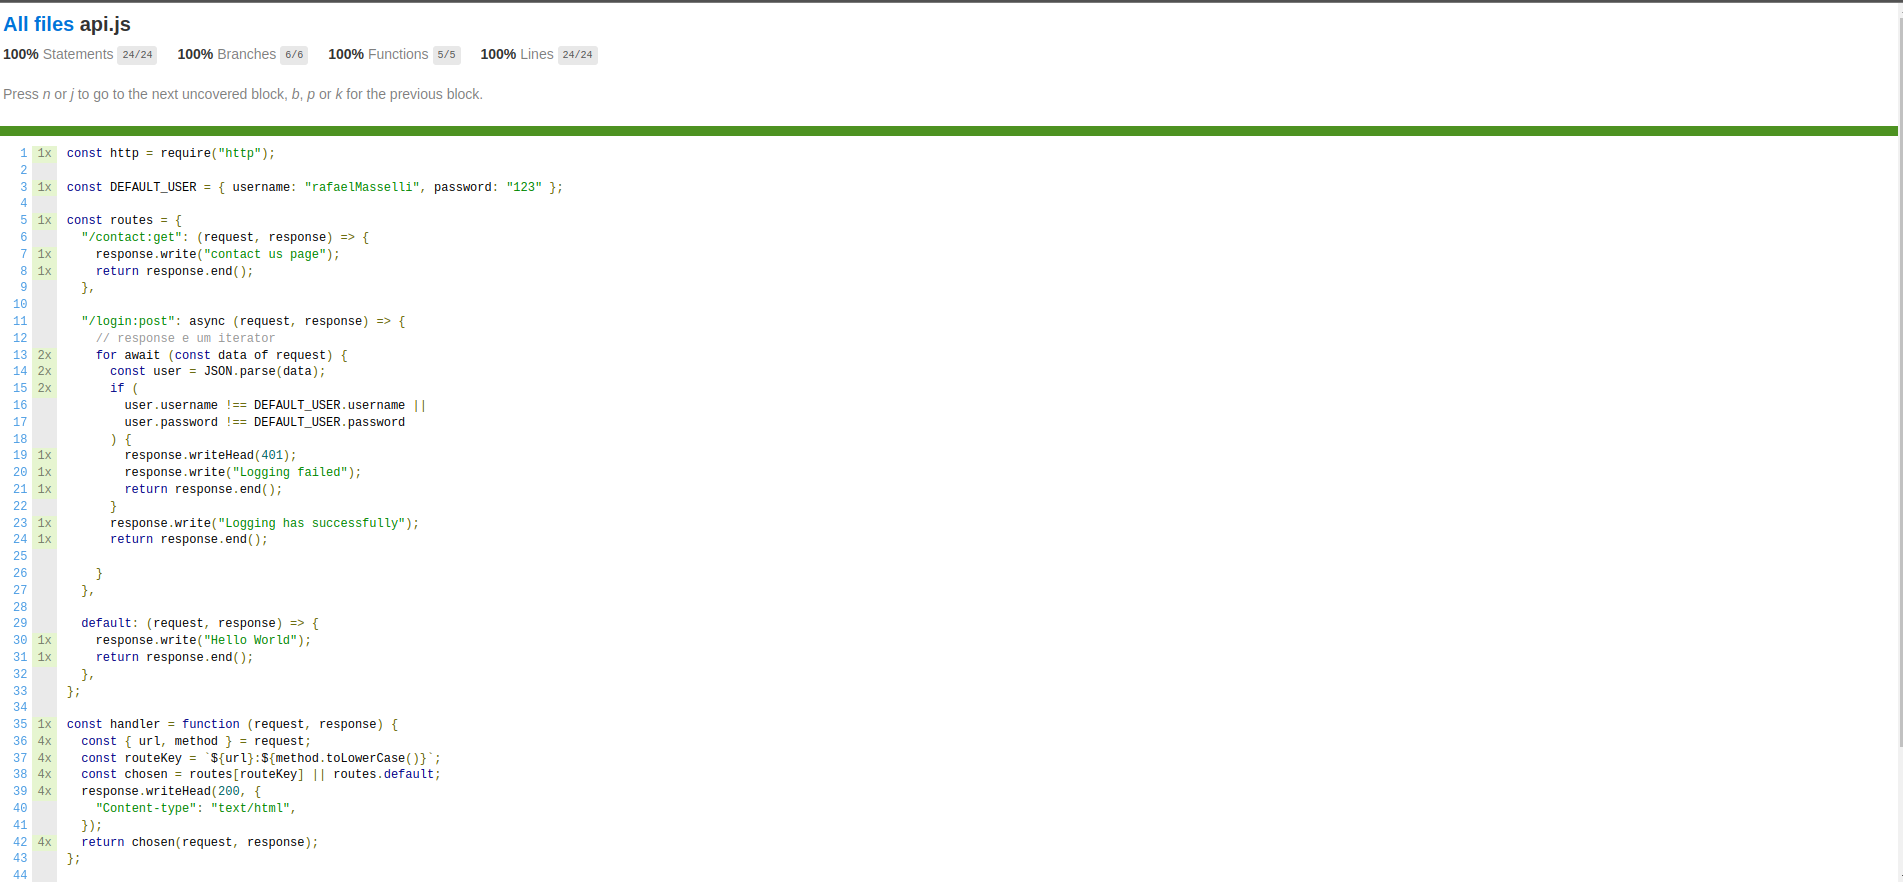 All files api.js
100% Statements 24/24 100% Branches 6/6 100% Functions 5/5 100% Lines 24/24
Press n or j to go to the next uncovered block, b, p or k for the previous block.
1 1x const http = require("http");
2
3 1x const DEFAULT_USER = { username: "rafaelMasselli", password: "123" };
4
5 1x const routes = {
6 "/contact:get": (request, response) => {
7 1x response.write("contact us page");
8 1x return response.end();
9 },
10
11 "/login:post": async (request, response) => {
12 // response e um iterator
13 2x for await (const data of request) {
14 2x const user = JSON.parse(data);
15 2x if (
16 user.username !== DEFAULT_USER.username ||
17 user.password !== DEFAULT_USER.password
18 ) {
19 1x response.writeHead(401);
20 1x response.write("Logging failed");
21 1x return response.end();
22 }
23 1x response.write("Logging has successfully");
24 1x return response.end();
25
26 }
27 },
28
29 default: (request, response) => {
30 1x response.write("Hello World");
31 1x return response.end();
32 },
33 };
34
35 1x const handler = function (request, response) {
36 4x const { url, method } = request;
37 4x const routeKey = `${url}:${method.toLowerCase()}`;
38 4x const chosen = routes[routeKey] || routes.default;
39 4x response.writeHead(200, {
40 "Content-type": "text/html",
41 });
42 4x return chosen(request, response);
43 };
44